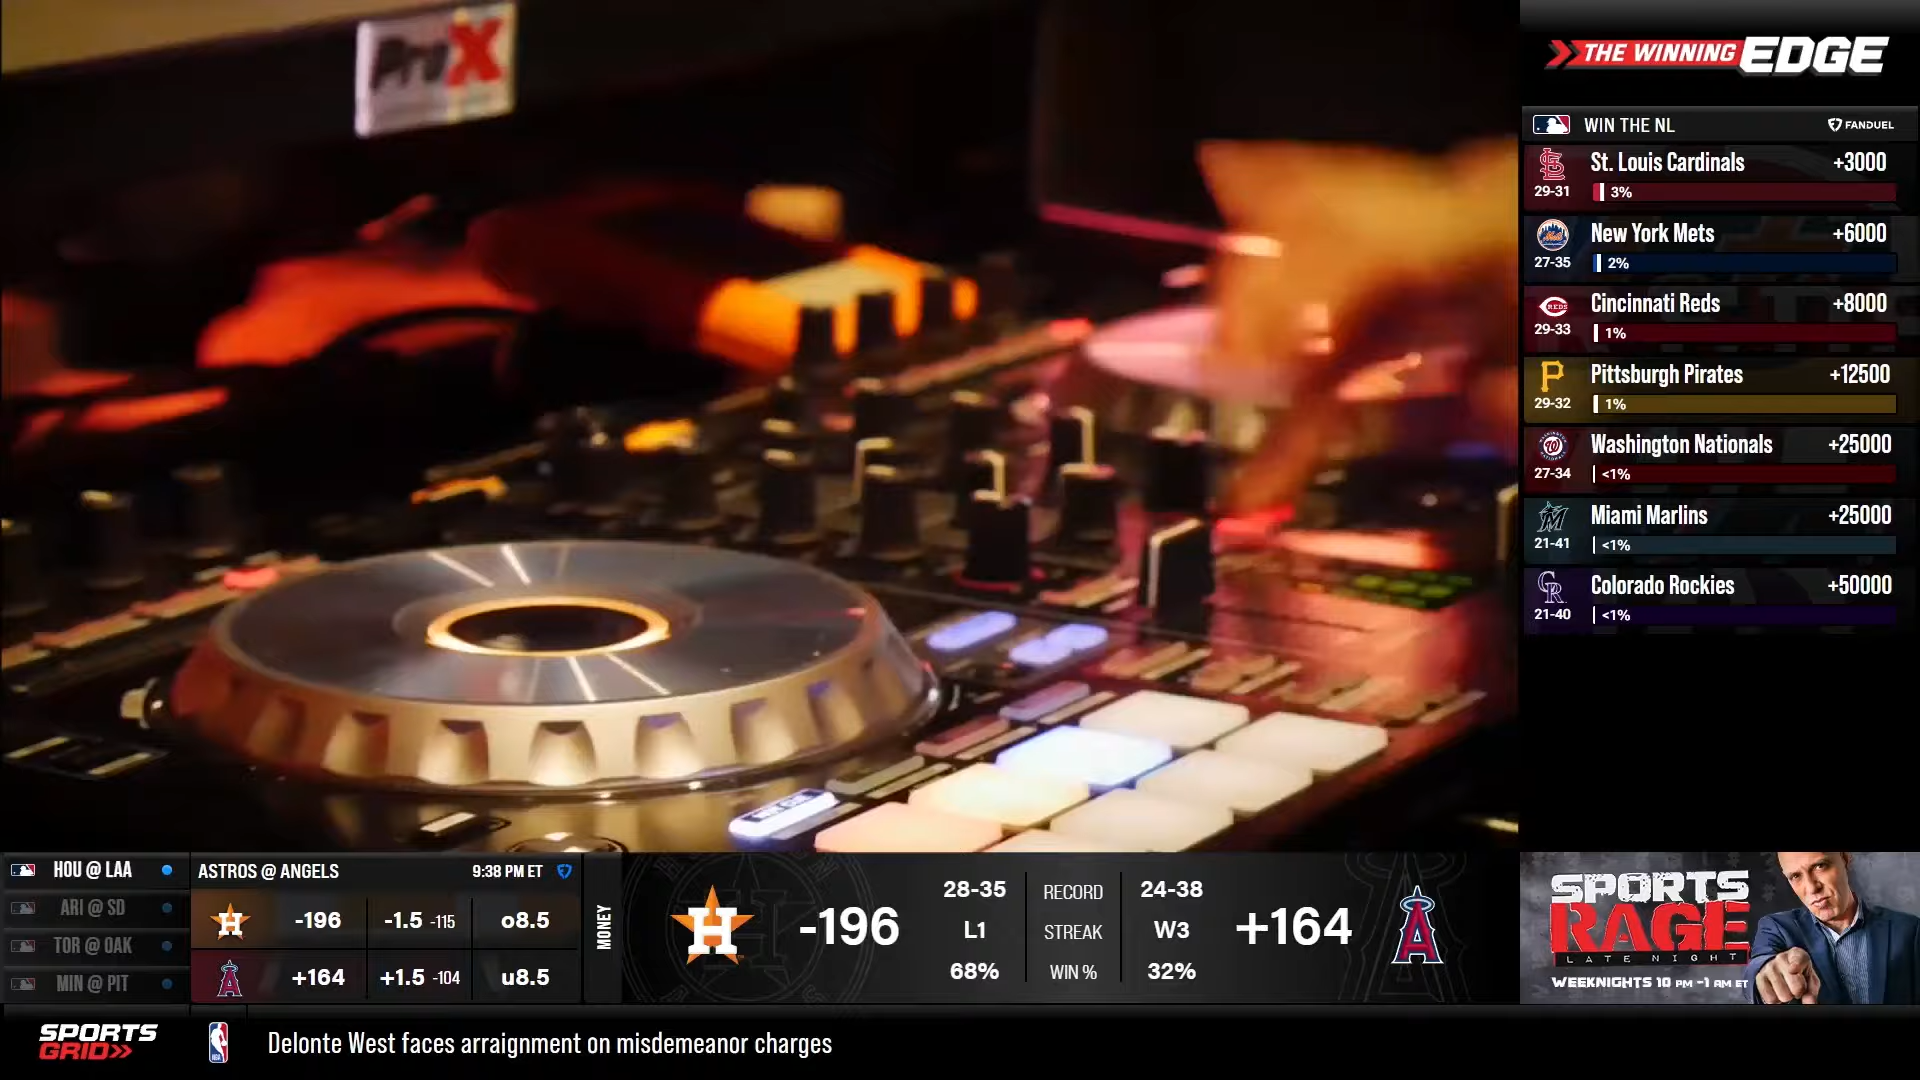 ProX
THE WINNING EDGE
WIN THE NL
FANDUEL
St. Louis Cardinals +3000
29-31 3%
New York Mets +6000
27-35 2%
REDS
Cincinnati Reds +8000
29-33 1%
P
Pittsburgh Pirates +12500
29-32 1%
W
Washington Nationals +25000
27-34 <1%
M
Miami Marlins +25000
21-41 <1%
CR
Colorado Rockies +50000
21-40 <1%
HOU @ LAA
ARI @ SD
TOR @ OAK
MIN @ PIT
ASTROS @ ANGELS 9:38 PM ET
H -196 -1.5 -115 o8.5
A +164 +1.5 -104 u8.5
MONEY
H -196
28-35 RECORD 24-38
L1 STREAK W3
68% WIN % 32%
+164 A
SPORTS
RAGE
LATE NIGHT
WEEKNIGHTS 10 PM -1 AM ET
SPORTS
GRID
NBA
Delonte West faces arraignment on misdemeanor charges